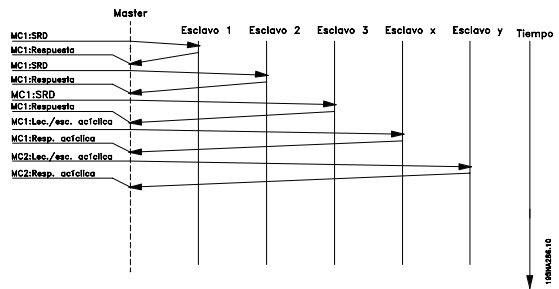 Master
Esclavo 1 Esclavo 2 Esclavo 3 Esclavo x Esclavo y Tiempo
MC1:SRD
MC1:Respuesta
MC1:SRD
MC1:Respuesta
MC1:SRD
MC1:Respuesta
MC1:Lec./esc. acíclica
MC1:Resp. acíclica
MC2:Lec./esc. acíclica
MC2:Resp. acíclica
195NA286.10